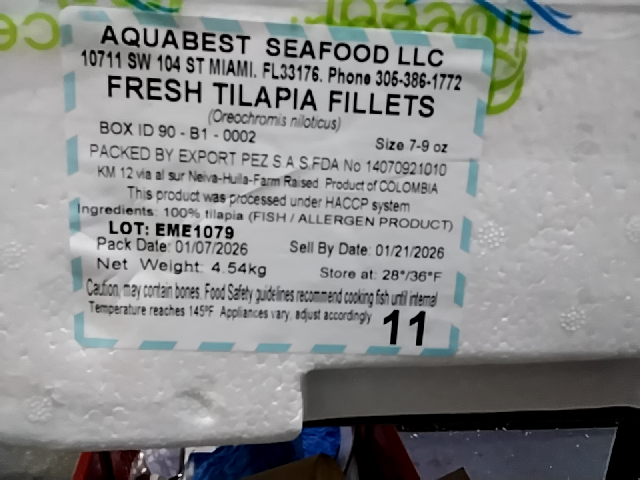 AQUABEST SEAFOOD LLC
10711 SW 104 ST MIAMI. FL33176. Phone 305-386-1772
FRESH TILAPIA FILLETS
(Oreochromis niloticus)
BOX ID 90 - B1 - 0002
Size 7-9 oz
PACKED BY EXPORT PEZ S A S.FDA No 14070921010
KM 12 via al sur Neiva-Huila-Farm Raised. Product of COLOMBIA
This product was processed under HACCP system
Ingredients: 100% tilapia (FISH / ALLERGEN PRODUCT)
LOT: EME1079
Pack Date: 01/07/2026 Sell By Date: 01/21/2026
Net Weight: 4.54kg Store at: 28°/36°F
Caution, may contain bones. Food Safety guidelines recommend cooking fish until internal
Temperature reaches 145ºF Appliances vary, adjust accordingly
11